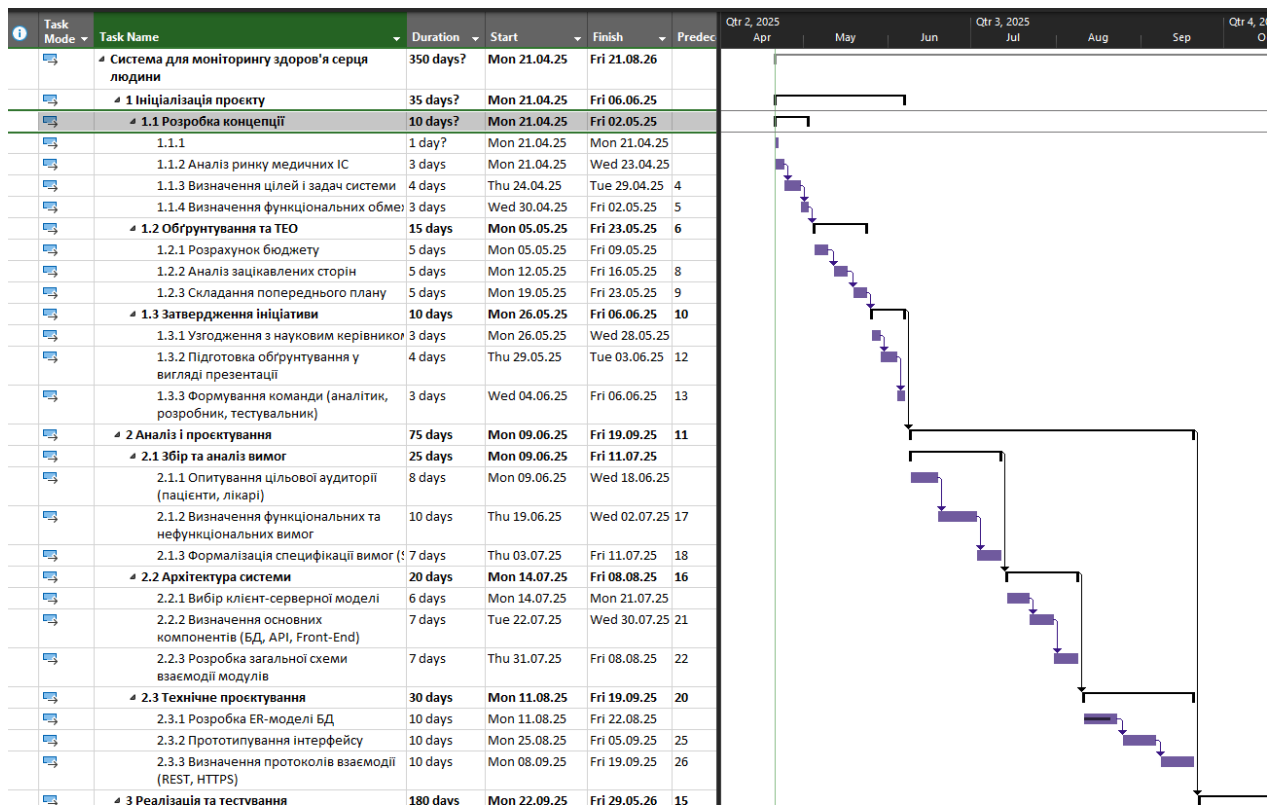 Task Mode Task Name Duration Start Finish Predec
Qtr 2, 2025 Qtr 3, 2025 Qtr 4, 20
Apr May Jun Jul Aug Sep O
Система для моніторингу здоров'я серця 350 days? Mon 21.04.25 Fri 21.08.26
людини
1 Ініціалізація проєкту 35 days? Mon 21.04.25 Fri 06.06.25
1.1 Розробка концепції 10 days? Mon 21.04.25 Fri 02.05.25
1.1.1 1 day? Mon 21.04.25 Mon 21.04.25
1.1.2 Аналіз ринку медичних ІС 3 days Mon 21.04.25 Wed 23.04.25
1.1.3 Визначення цілей і задач системи 4 days Thu 24.04.25 Tue 29.04.25 4
1.1.4 Визначення функціональних обмеж 3 days Wed 30.04.25 Fri 02.05.25 5
1.2 Обґрунтування та ТЕО 15 days Mon 05.05.25 Fri 23.05.25 6
1.2.1 Розрахунок бюджету 5 days Mon 05.05.25 Fri 09.05.25
1.2.2 Аналіз зацікавлених сторін 5 days Mon 12.05.25 Fri 16.05.25 8
1.2.3 Складання попереднього плану 5 days Mon 19.05.25 Fri 23.05.25 9
1.3 Затвердження ініціативи 10 days Mon 26.05.25 Fri 06.06.25 10
1.3.1 Узгодження з науковим керівником 3 days Mon 26.05.25 Wed 28.05.25
1.3.2 Підготовка обґрунтування у 4 days Thu 29.05.25 Tue 03.06.25 12
вигляді презентації
1.3.3 Формування команди (аналітик, 3 days Wed 04.06.25 Fri 06.06.25 13
розробник, тестувальник)
2 Аналіз і проєктування 75 days Mon 09.06.25 Fri 19.09.25 11
2.1 Збір та аналіз вимог 25 days Mon 09.06.25 Fri 11.07.25
2.1.1 Опитування цільової аудиторії 8 days Mon 09.06.25 Wed 18.06.25
(пацієнти, лікарі)
2.1.2 Визначення функціональних та 10 days Thu 19.06.25 Wed 02.07.25 17
нефункціональних вимог
2.1.3 Формалізація специфікації вимог (S 7 days Thu 03.07.25 Fri 11.07.25 18
2.2 Архітектура системи 20 days Mon 14.07.25 Fri 08.08.25 16
2.2.1 Вибір клієнт-серверної моделі 6 days Mon 14.07.25 Mon 21.07.25
2.2.2 Визначення основних 7 days Tue 22.07.25 Wed 30.07.25 21
компонентів (БД, API, Front-End)
2.2.3 Розробка загальної схеми 7 days Thu 31.07.25 Fri 08.08.25 22
взаємодії модулів
2.3 Технічне проєктування 30 days Mon 11.08.25 Fri 19.09.25 20
2.3.1 Розробка ER-моделі БД 10 days Mon 11.08.25 Fri 22.08.25
2.3.2 Прототипування інтерфейсу 10 days Mon 25.08.25 Fri 05.09.25 25
2.3.3 Визначення протоколів взаємодії 10 days Mon 08.09.25 Fri 19.09.25 26
(REST, HTTPS)
3 Реалізація та тестування 180 days Mon 22.09.25 Fri 29.05.26 15